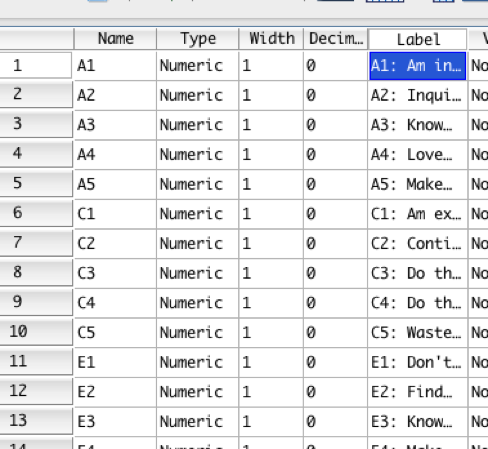 Name Type Width Decim... Label
1 A1 Numeric 1 0 A1: Am in... No
2 A2 Numeric 1 0 A2: Inqui... No
3 A3 Numeric 1 0 A3: Know... No
4 A4 Numeric 1 0 A4: Love... No
5 A5 Numeric 1 0 A5: Make... No
6 C1 Numeric 1 0 C1: Am ex... No
7 C2 Numeric 1 0 C2: Conti... No
8 C3 Numeric 1 0 C3: Do th... No
9 C4 Numeric 1 0 C4: Do th... No
10 C5 Numeric 1 0 C5: Waste... No
11 E1 Numeric 1 0 E1: Don't... No
12 E2 Numeric 1 0 E2: Find... No
13 E3 Numeric 1 0 E3: Know... No
14 E4 Numeric 1 0 E4: Make... No